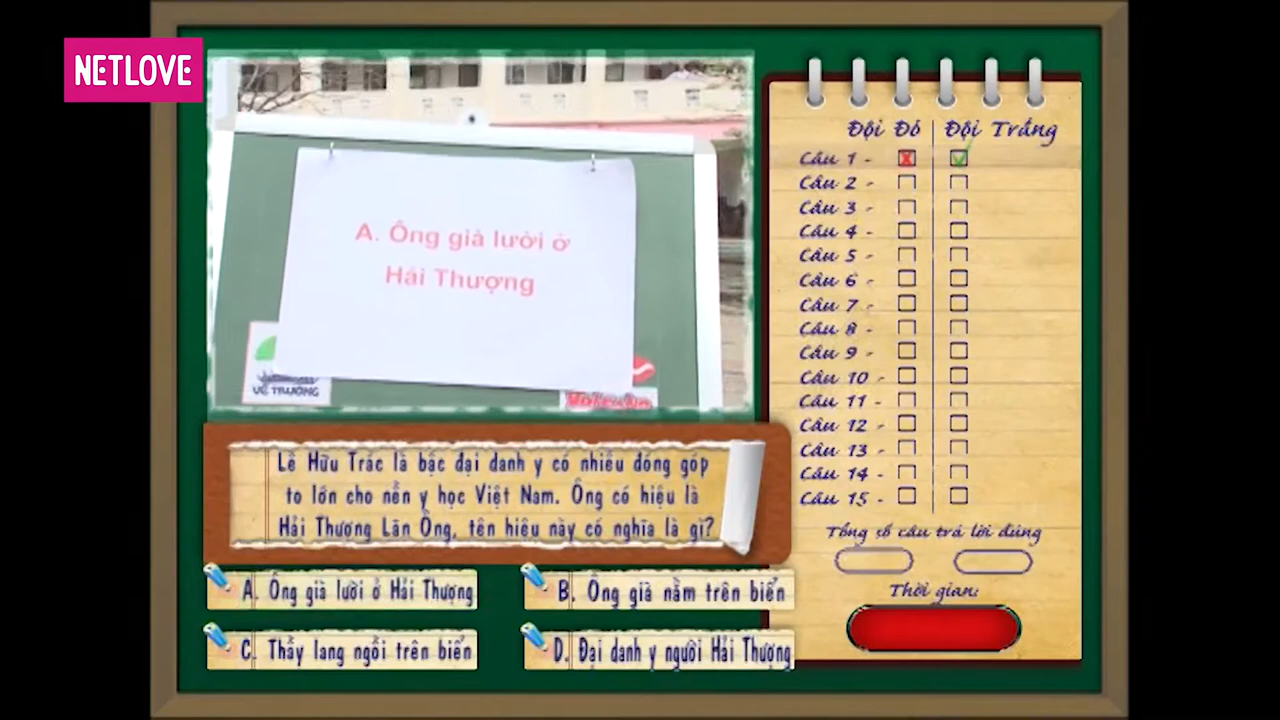 NETLOVE
A. Ông già lười ở
Hải Thượng
VỀ TRƯỜNG
Lê Hữu Trác là bậc đại danh y có nhiều đóng góp
to lớn cho nền y học Việt Nam. Ông có hiệu là
Hải Thượng Lãn Ông, tên hiệu này có nghĩa là gì?
A. Ông già lười ở Hải Thượng
B. Ông già nằm trên biển
C. Thầy lang ngồi trên biển
D. Đại danh y người Hải Thượng
Đội Đỏ Đội Trắng
Câu 1 -
Câu 2 -
Câu 3 -
Câu 4 -
Câu 5 -
Câu 6 -
Câu 7 -
Câu 8 -
Câu 9 -
Câu 10 -
Câu 11 -
Câu 12 -
Câu 13 -
Câu 14 -
Câu 15 -
Tổng số câu trả lời đúng
Thời gian: